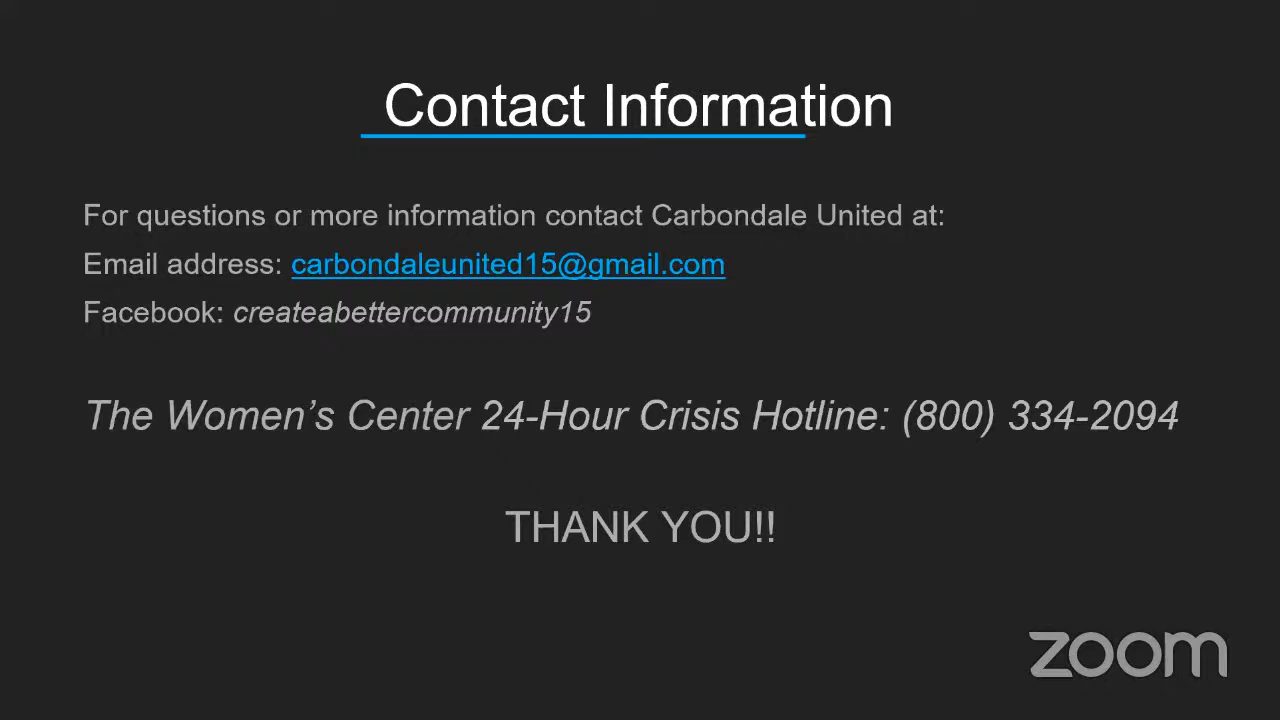 Contact Information
For questions or more information contact Carbondale United at:
Email address: carbondaleunited15@gmail.com
Facebook: createabettercommunity15
The Women’s Center 24-Hour Crisis Hotline: (800) 334-2094
THANK YOU!!
zoom